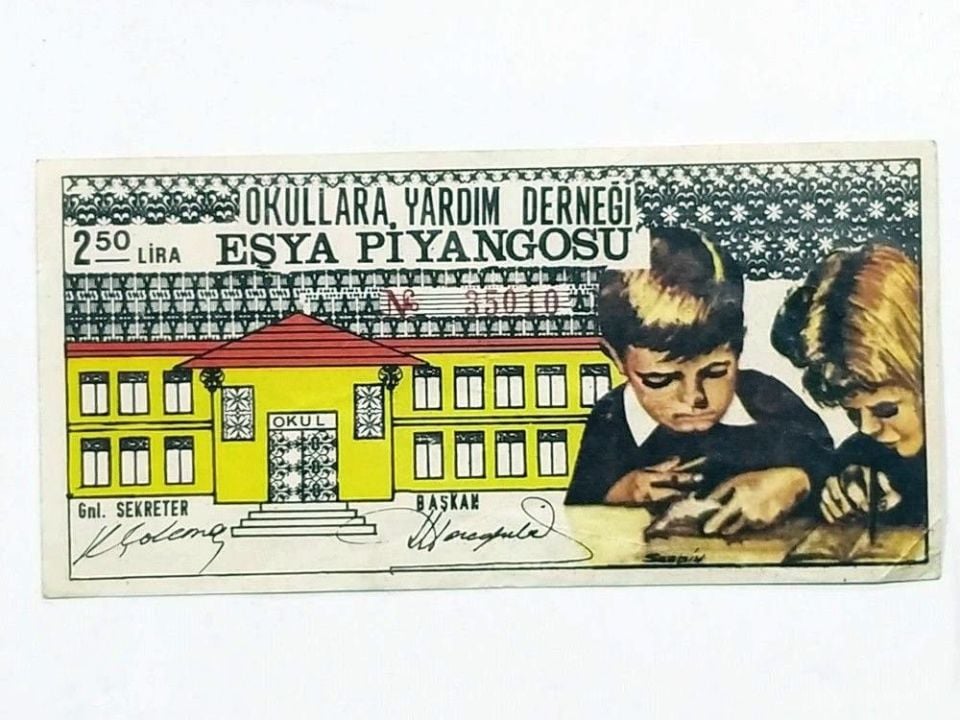 OKULLARA YARDIM DERNEĞİ
2 50 LİRA
EŞYA PİYANGOSU
No 35010
OKUL
Gnl. SEKRETER
BAŞKAN